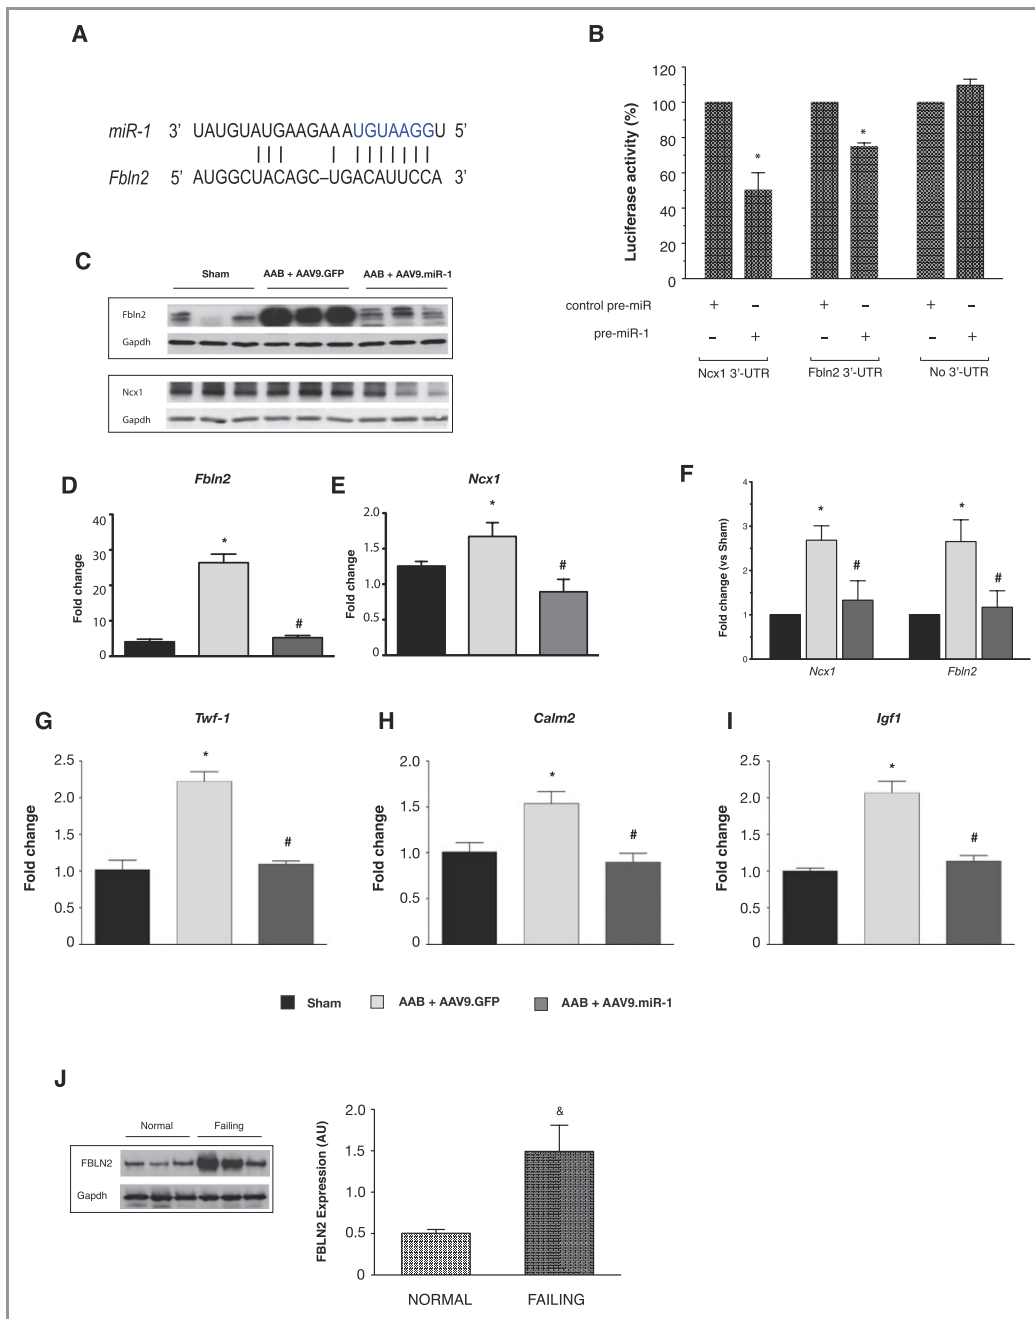 A
miR-1 3’ UAUGUAUGAAGAAAUGUAAGGU 5’
Fbln2 5’ AUGGCUACAGC–UGACAUUCCA 3’
B
Luciferase activity (%)
120
100
80
60
40
20
0
*
*
control pre-miR + – + – + –
pre-miR-1 – + – + – +
Ncx1 3’-UTR Fbln2 3’-UTR No 3’-UTR
C
Sham AAB + AAV9.GFP AAB + AAV9.miR-1
Fbln2
Gapdh
Ncx1
Gapdh
D
Fbln2
Fold change
40
30
20
10
0
*
#
E
Ncx1
Fold change
2.0
1.5
1.0
0.5
0
*
#
F
Fold change (vs Sham)
4
3
2
1
0
*
#
*
#
Ncx1 Fbln2
G
Twf-1
Fold change
2.5
2.0
1.5
1.0
0.5
0
*
#
H
Calm2
Fold change
2.0
1.5
1.0
0.5
0
*
#
I
Igf1
Fold change
2.5
2.0
1.5
1.0
0.5
0
*
#
Sham AAB + AAV9.GFP AAB + AAV9.miR-1
J
Normal Failing
FBLN2
Gapdh
FBLN2 Expression (AU)
2.0
1.5
1.0
0.5
0
&
NORMAL FAILING